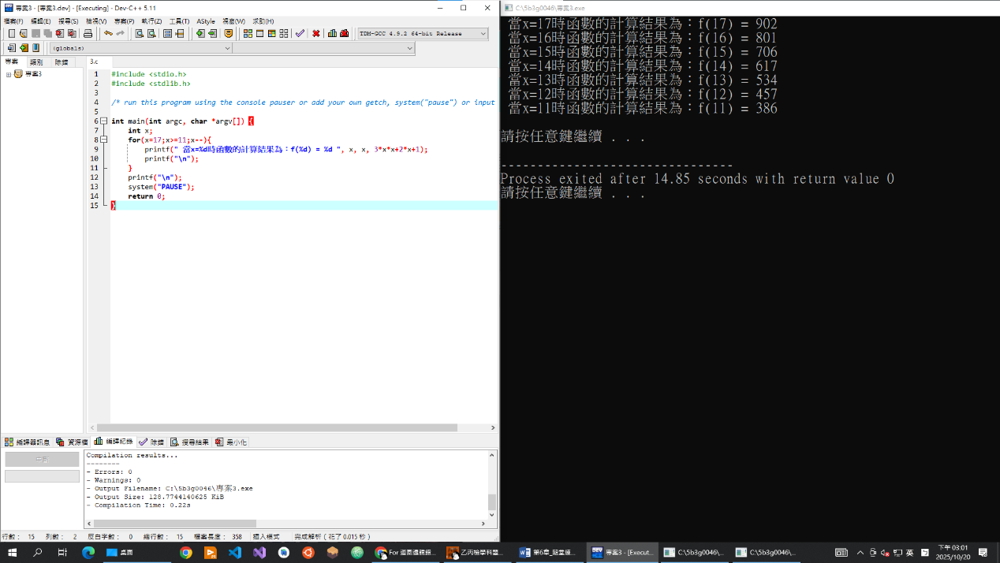 專案3 - [專案3.dev] - [Executing] - Dev-C++ 5.11
檔案(F) 編輯(E) 搜尋(S) 檢視(V) 專案(P) 執行(Z) 工具(T) AStyle 視窗(W) 求助(H)
TDM-GCC 4.9.2 64-bit Release
(globals)
專案 類別 除錯
專案3
3.c
1 #include <stdio.h>
2 #include <stdlib.h>
3
4 /* run this program using the console pauser or add your own getch, system("pause") or input
5
6 int main(int argc, char *argv[]) {
7 int x;
8 for(x=17;x>=11;x--){
9 printf(" 當x=%d時函數的計算結果為：f(%d) = %d ", x, x, 3*x*x+2*x+1);
10 printf("\n");
11 }
12 printf("\n");
13 system("PAUSE");
14 return 0;
15 }
編譯器訊息 資源檔 編譯紀錄 除錯 搜尋結果 最小化
中斷
Compilation results...
--------
- Errors: 0
- Warnings: 0
- Output Filename: C:\5b3g0046\專案3.exe
- Output Size: 128.7744140625 KiB
- Compilation Time: 0.22s
行數： 15 列數： 2 反白字數： 0 總行數： 15 檔案長度： 358 插入模式 完成解析 ( 花了 0.015 秒 )
C:\5b3g0046\專案3.exe
當x=17時函數的計算結果為：f(17) = 902
當x=16時函數的計算結果為：f(16) = 801
當x=15時函數的計算結果為：f(15) = 706
當x=14時函數的計算結果為：f(14) = 617
當x=13時函數的計算結果為：f(13) = 534
當x=12時函數的計算結果為：f(12) = 457
當x=11時函數的計算結果為：f(11) = 386
請按任意鍵繼續 . . .
--------------------------------
Process exited after 14.85 seconds with return value 0
請按任意鍵繼續 . . .
桌面 For 迴圈邏輯錯... 乙丙檢學科題... 第6章_隨堂練... 專案3 - [Execut... C:\5b3g0046\... C:\5b3g0046\...
英
下午 03:01
2025/10/20